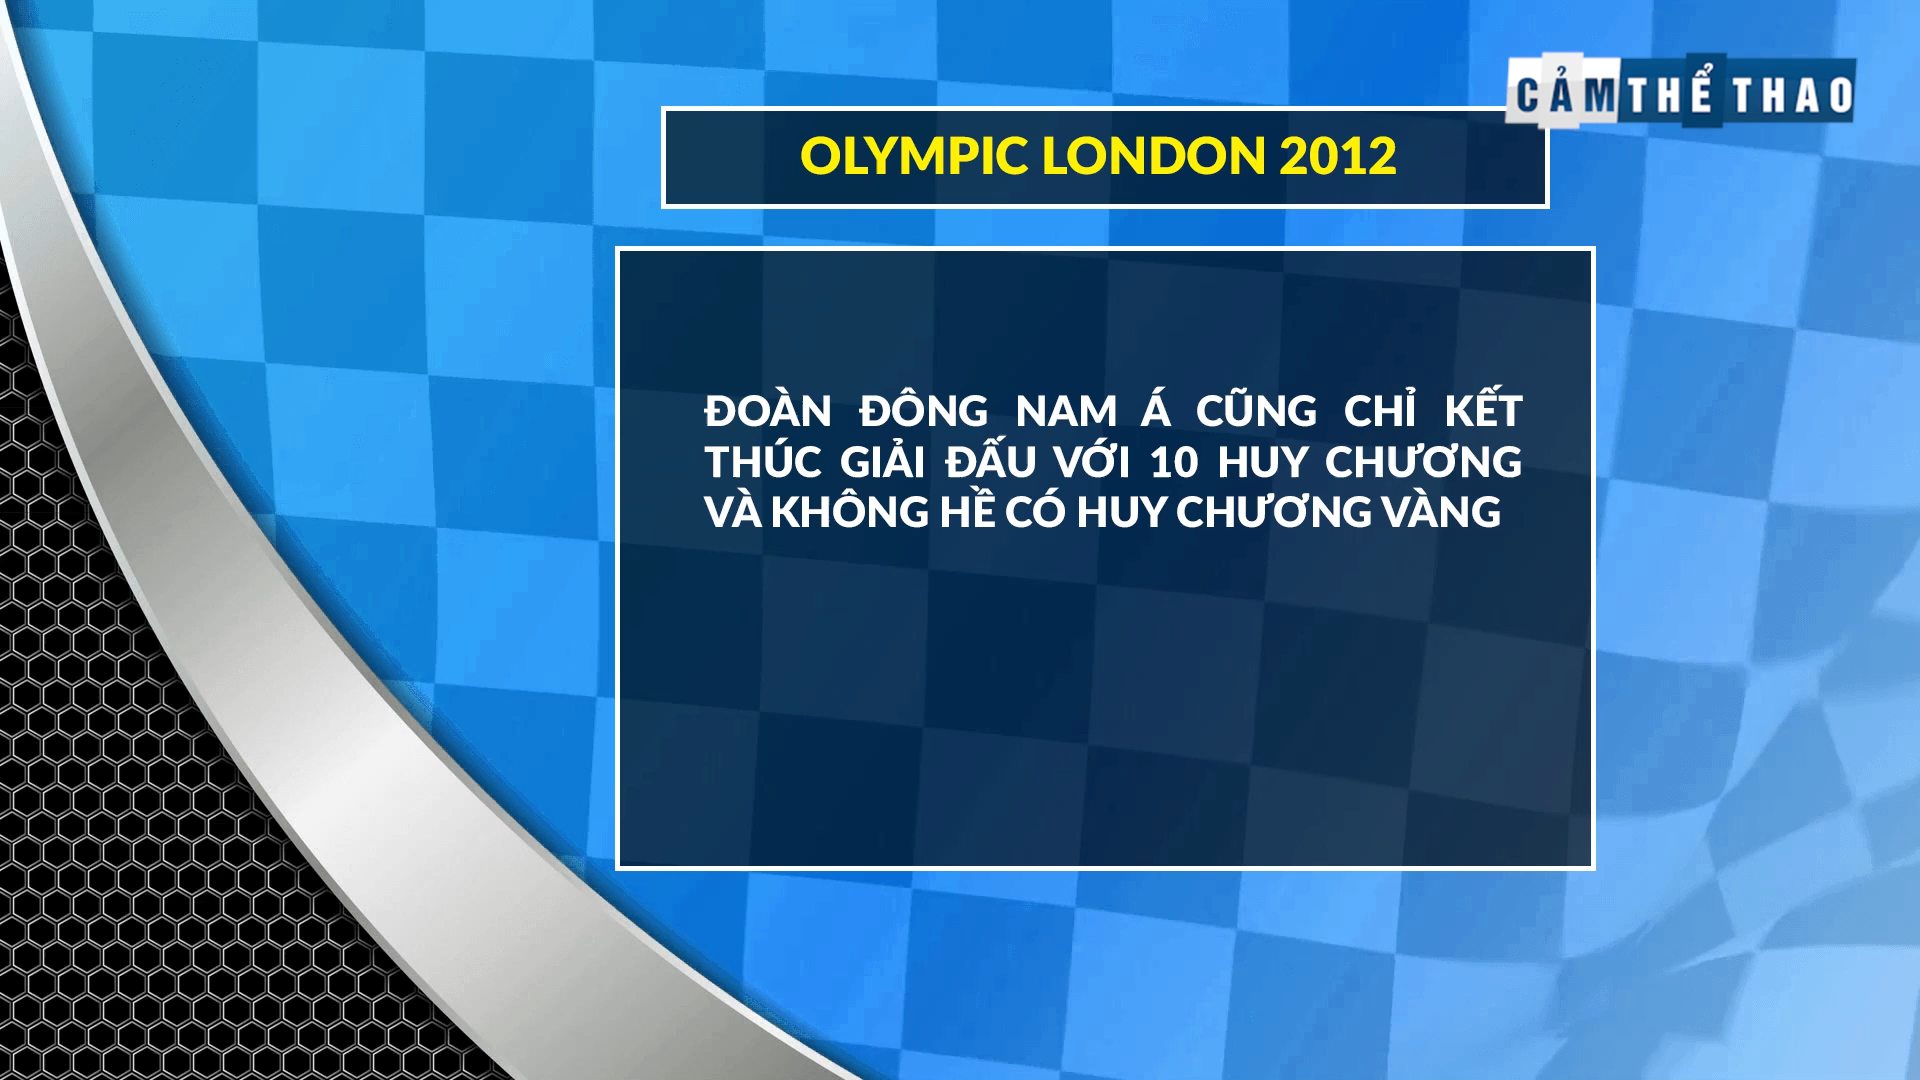 CẢM THỂ THAO
OLYMPIC LONDON 2012
ĐOÀN ĐÔNG NAM Á CŨNG CHỈ KẾT
THÚC GIẢI ĐẤU VỚI 10 HUY CHƯƠNG
VÀ KHÔNG HỀ CÓ HUY CHƯƠNG VÀNG